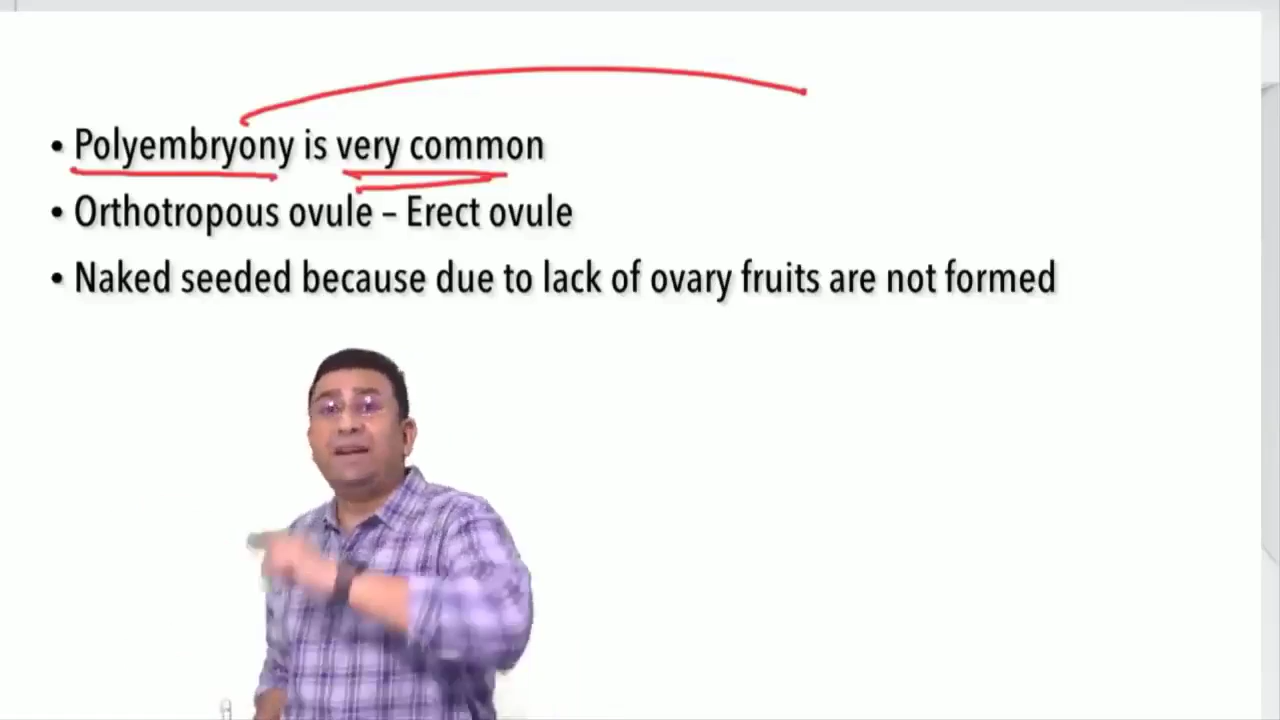 • Polyembryony is very common
• Orthotropous ovule – Erect ovule
• Naked seeded because due to lack of ovary fruits are not formed